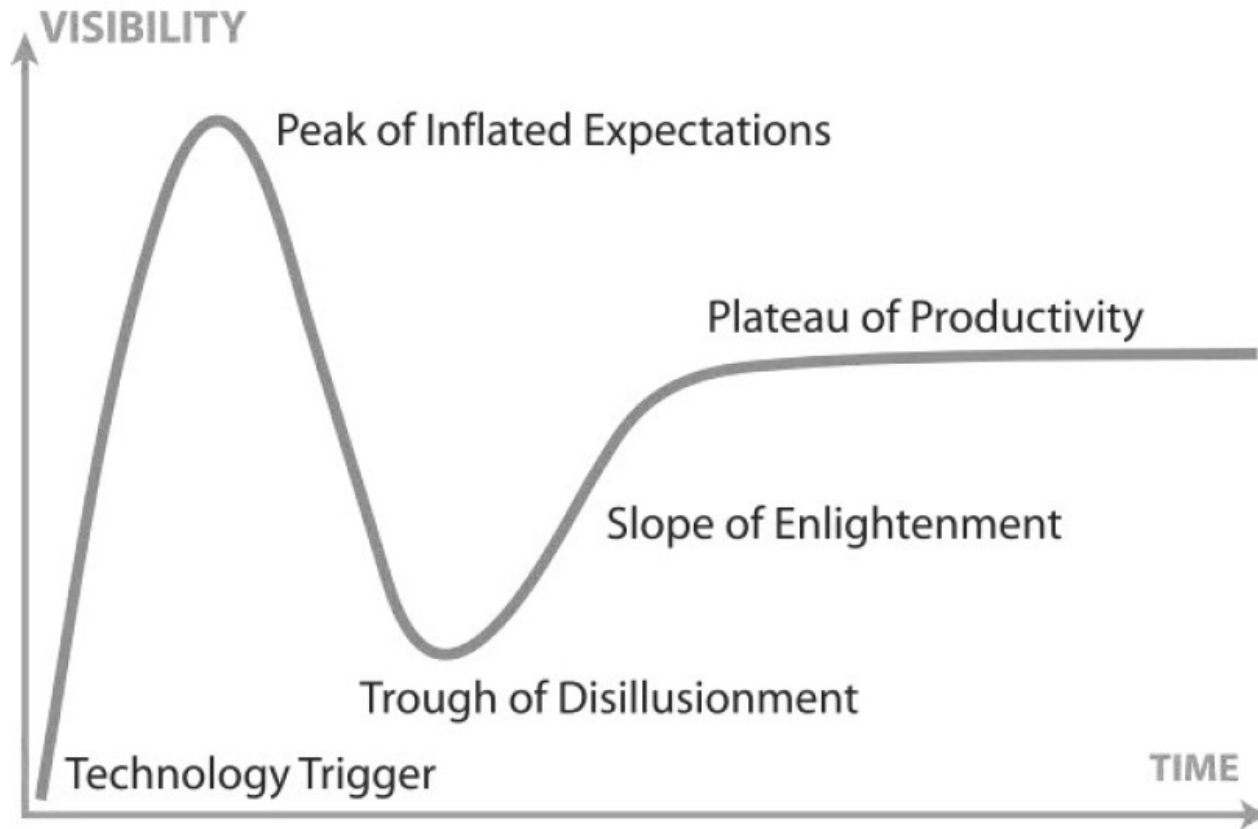 VISIBILITY
Peak of Inflated Expectations
Plateau of Productivity
Slope of Enlightenment
Trough of Disillusionment
Technology Trigger
TIME